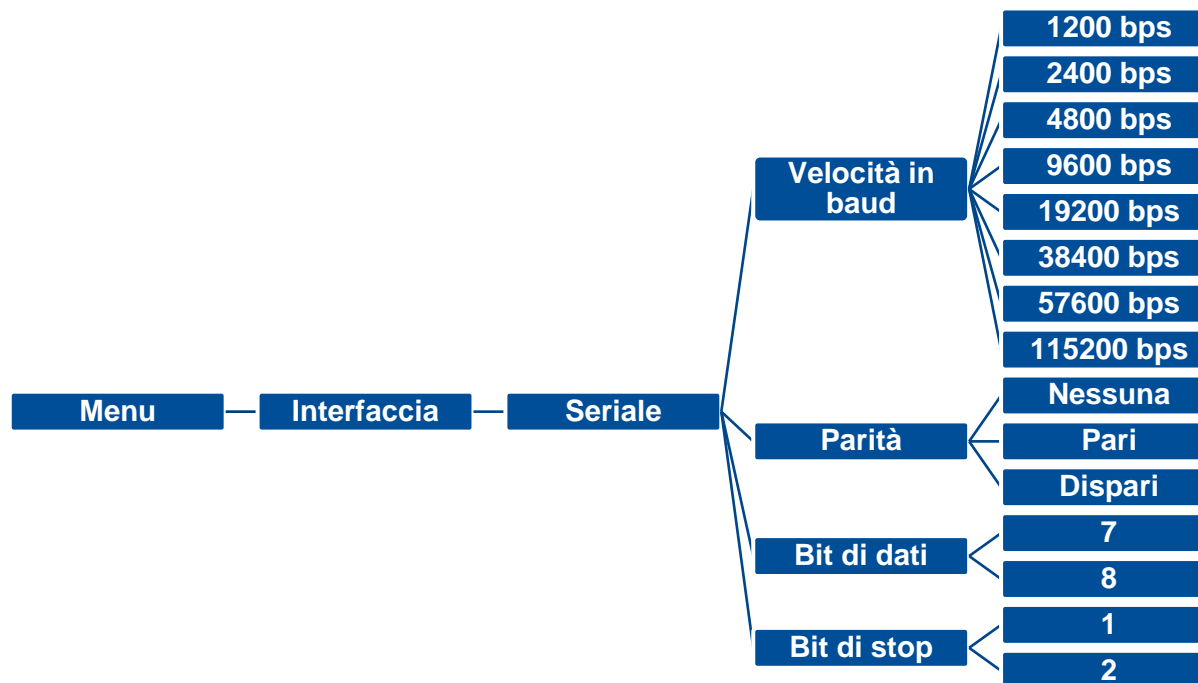 Menu
Interfaccia
Seriale
Velocità in
baud
1200 bps
2400 bps
4800 bps
9600 bps
19200 bps
38400 bps
57600 bps
115200 bps
Parità
Nessuna
Pari
Dispari
Bit di dati
7
8
Bit di stop
1
2